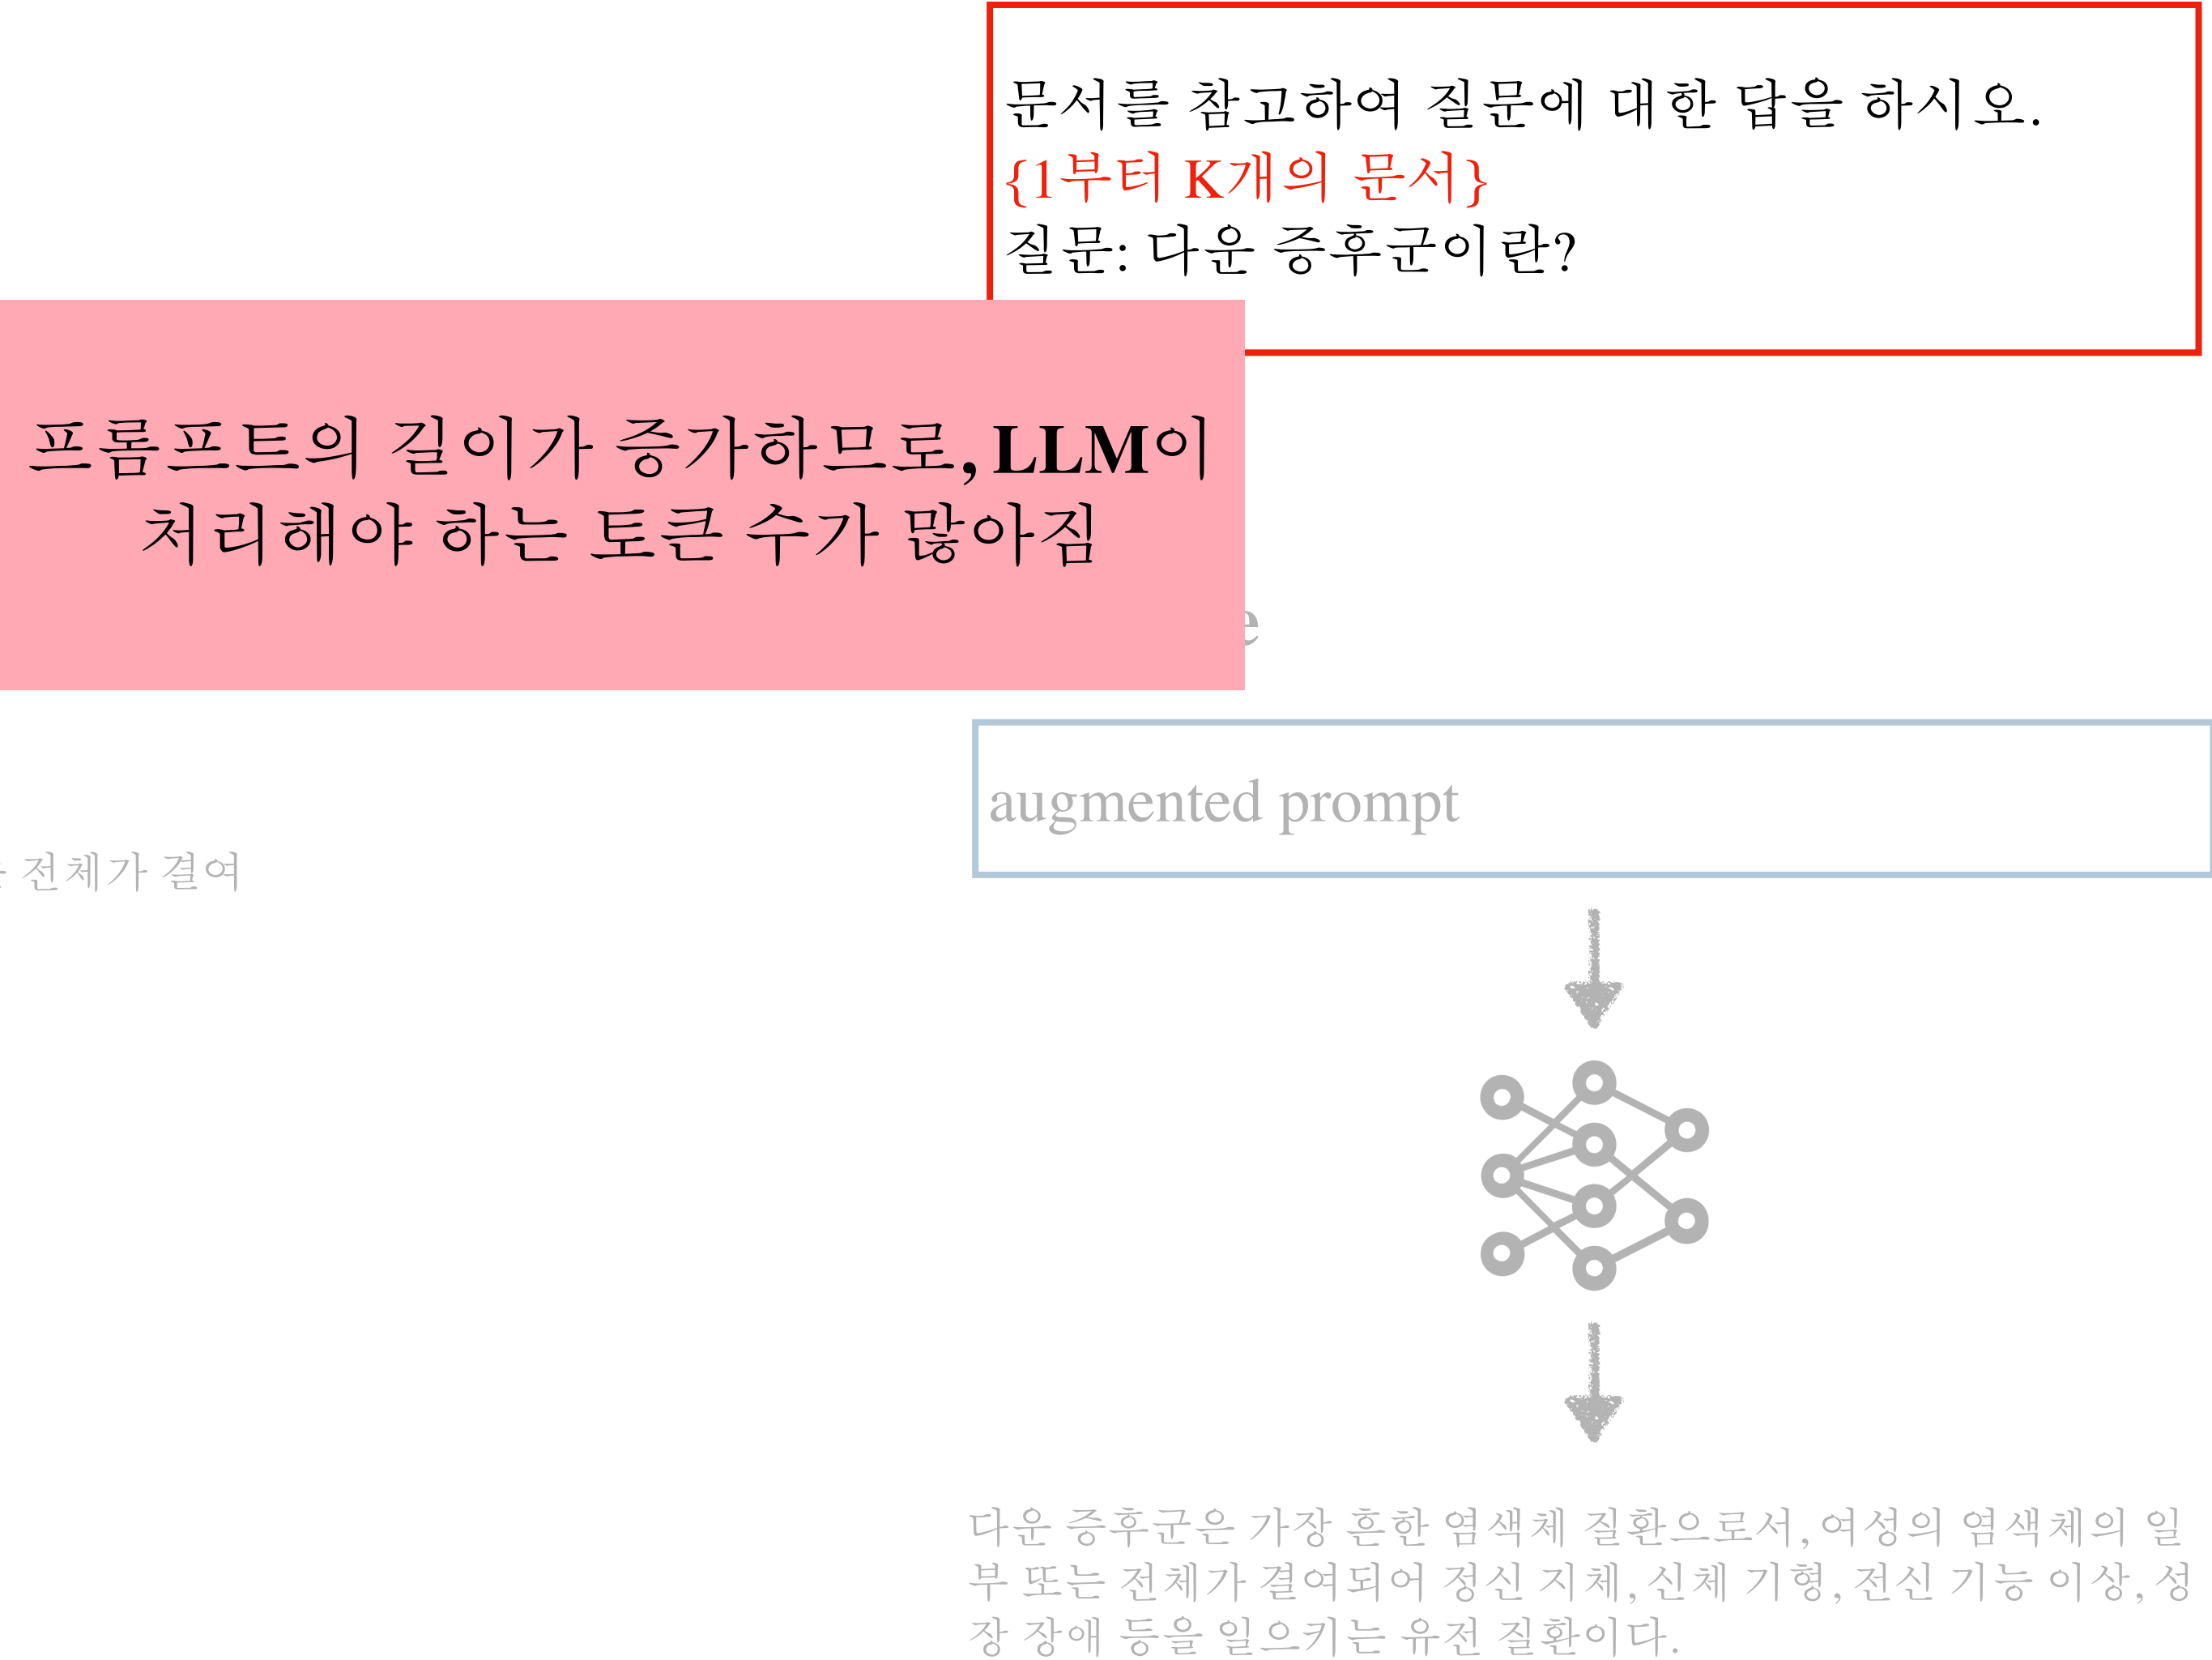 문서를 참고하여 질문에 대한 답을 하시오.
{1부터 K개의 문서}
질문: 다운 증후군이란?
프롬프트의 길이가 증가하므로, LLM이
처리해야 하는 토큰 수가 많아짐
augmented prompt
전체가 결여
다운 증후군은 가장 흔한 염색체 질환으로서, 여성의 염색체의 일
부 또는 전체가 결여되어 정신 지체, 신체 기형, 전신 기능 이상, 성
장 장애 등을 일으키는 유전 질환이다.